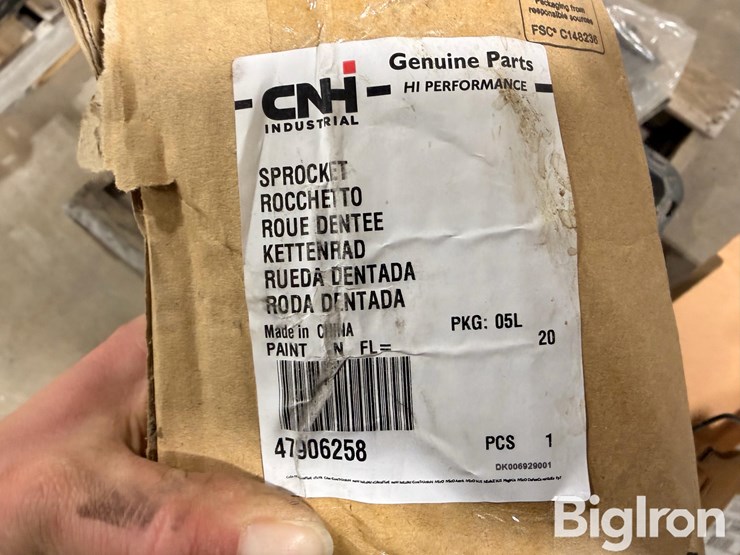 Packaging from
responsible sources
FSC® C148236
CNH
INDUSTRIAL
Genuine Parts
HI PERFORMANCE
SPROCKET
ROCCHETTO
ROUE DENTEE
KETTENRAD
RUEDA DENTADA
RODA DENTADA
Made in CHINA
PKG: 05L
20
PAINT N FL=
47906258
PCS 1
DK006929001
BigIron